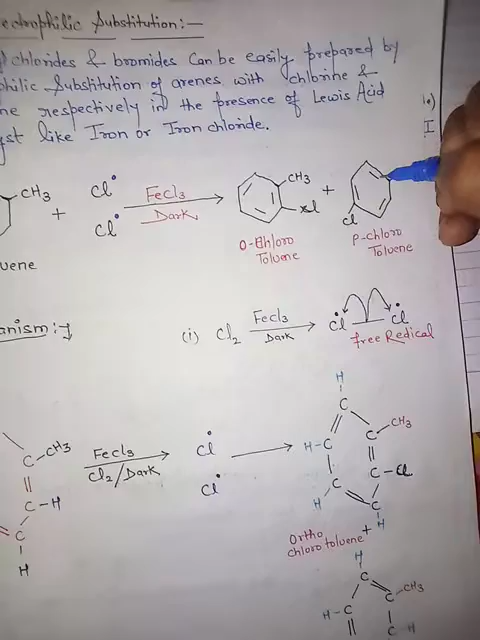 ectrophilic Substitution:—
chlorides & bromides Can be easily prepared by
philic Substitution of arenes with chlorine &
ne respectively in the presence of Lewis Acid
yst like Iron or Iron chloride.
CH3 + Cl• Cl• FeCl3 Dark CH3 Cl + Cl
O-Chloro Toluene P-chloro Toluene
uene
anism:-
(i) Cl2 FeCl3 Dark Cl Cl
free Redical
H
C
C-CH3 FeCl3 Cl2/Dark Cl• Cl• H-C C-CH3
C-H C C-Cl
C H C
H H
Ortho chloro toluene +
H
C
C-CH3
H-C
C H